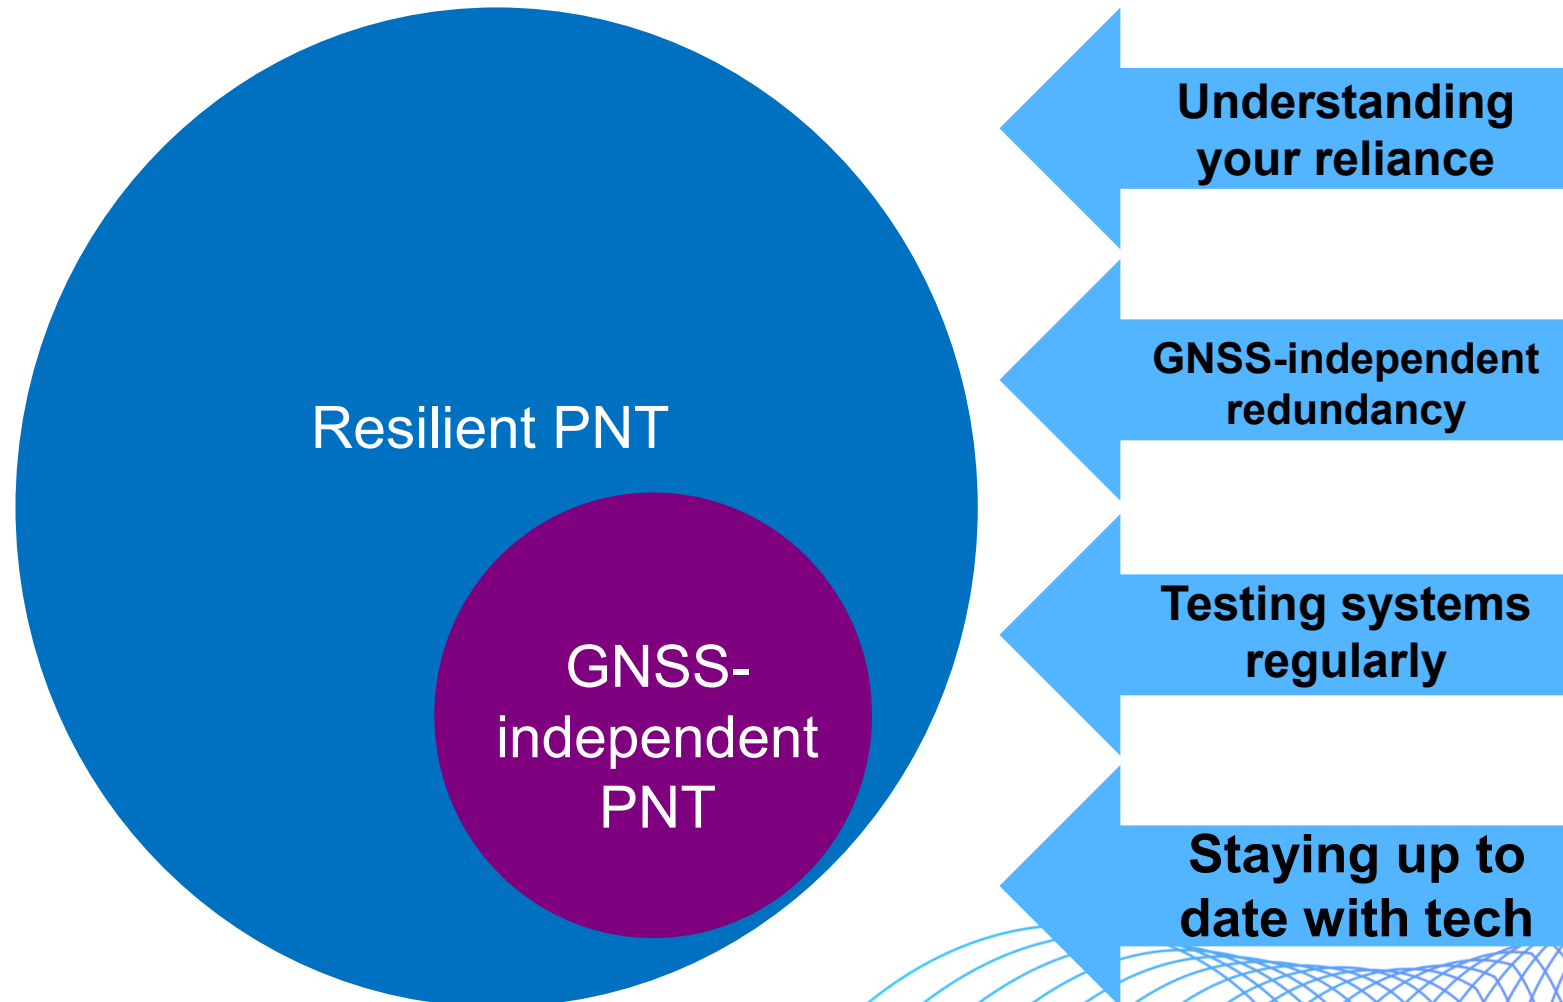 Resilient PNT
GNSS-
independent
PNT
Understanding
your reliance
GNSS-independent
redundancy
Testing systems
regularly
Staying up to
date with tech